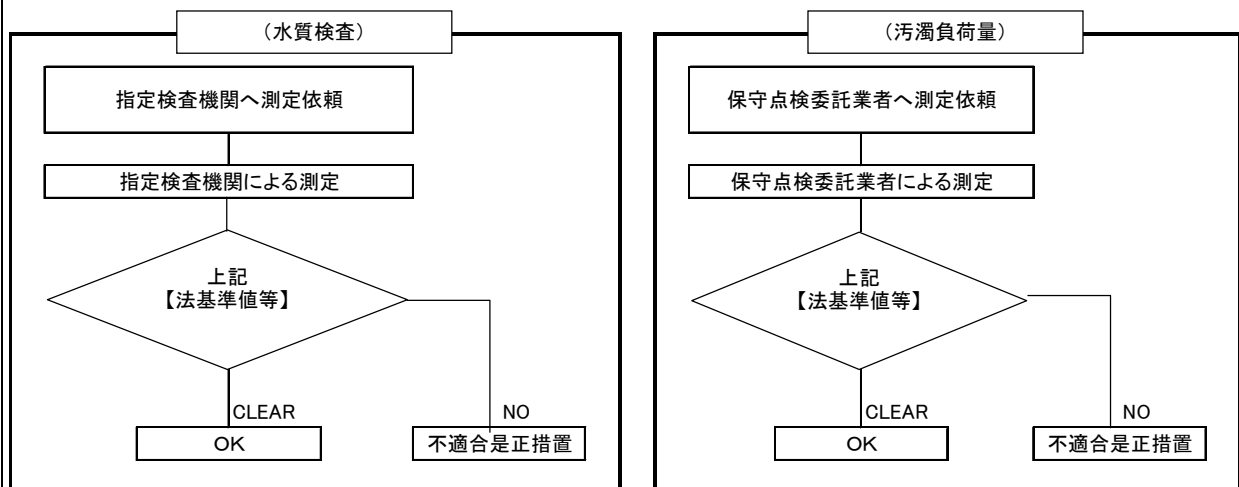 （水質検査）
指定検査機関へ測定依頼
指定検査機関による測定
上記
【法基準値等】
CLEAR
NO
OK
不適合是正措置
（汚濁負荷量）
保守点検委託業者へ測定依頼
保守点検委託業者による測定
上記
【法基準値等】
CLEAR
NO
OK
不適合是正措置